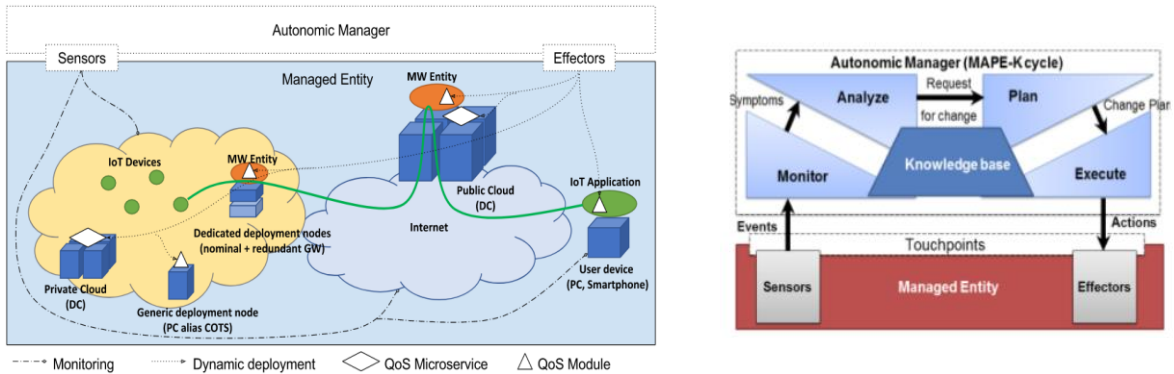 Autonomic Manager
Sensors
Effectors
Managed Entity
MW Entity
IoT Devices
MW Entity
Public Cloud
(DC)
IoT Application
Internet
Dedicated deployment nodes
(nominal + redundant GW)
User device
(PC, Smartphone)
Private Cloud
(DC)
Generic deployment node
(PC alias COTS)
Monitoring
Dynamic deployment
QoS Microservice
QoS Module
Autonomic Manager (MAPE-K cycle)
Request
Analyze
Plan
Symptoms
Change Plan
for change
Knowledge base
Monitor
Execute
Events
Actions
Touchpoints
Sensors
Managed Entity
Effectors